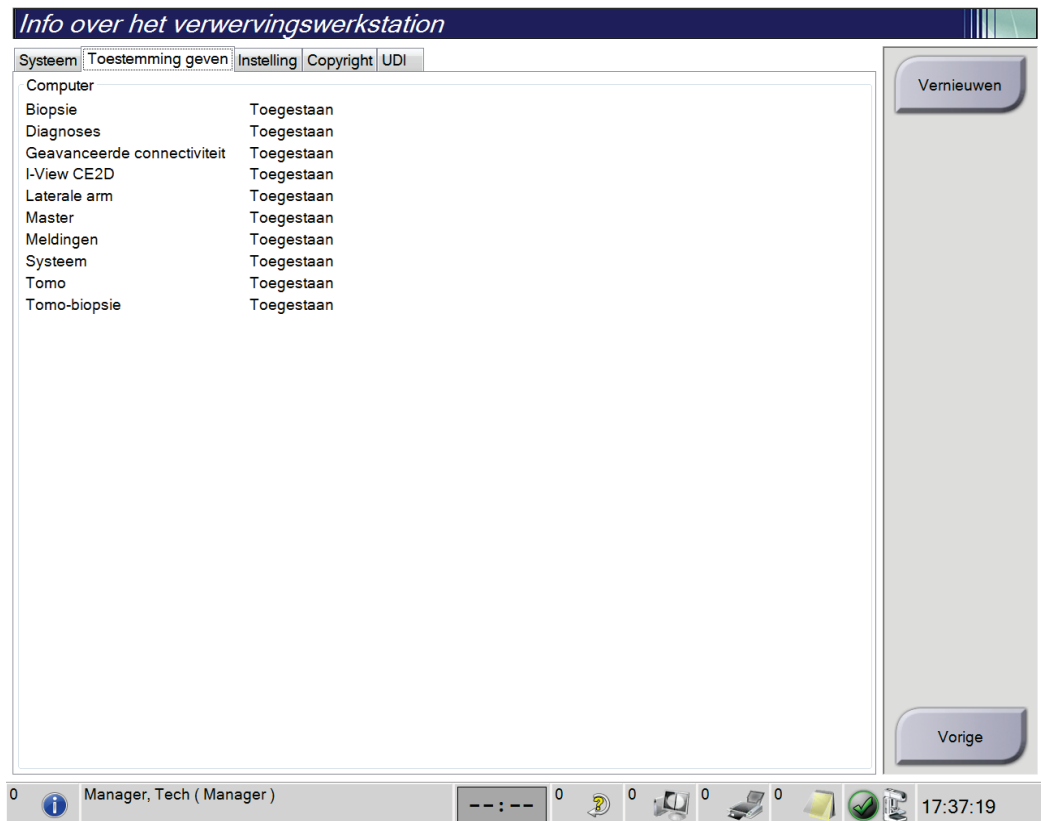 Info over het verwervingswerkstation
Systeem Toestemming geven Instelling Copyright UDI
Vernieuwen
Computer
Biopsie Toegestaan
Diagnoses Toegestaan
Geavanceerde connectiviteit Toegestaan
I-View CE2D Toegestaan
Laterale arm Toegestaan
Master Toegestaan
Meldingen Toegestaan
Systeem Toegestaan
Tomo Toegestaan
Tomo-biopsie Toegestaan
Vorige
0 Manager, Tech ( Manager ) --:-- 0 0 0 0 17:37:19